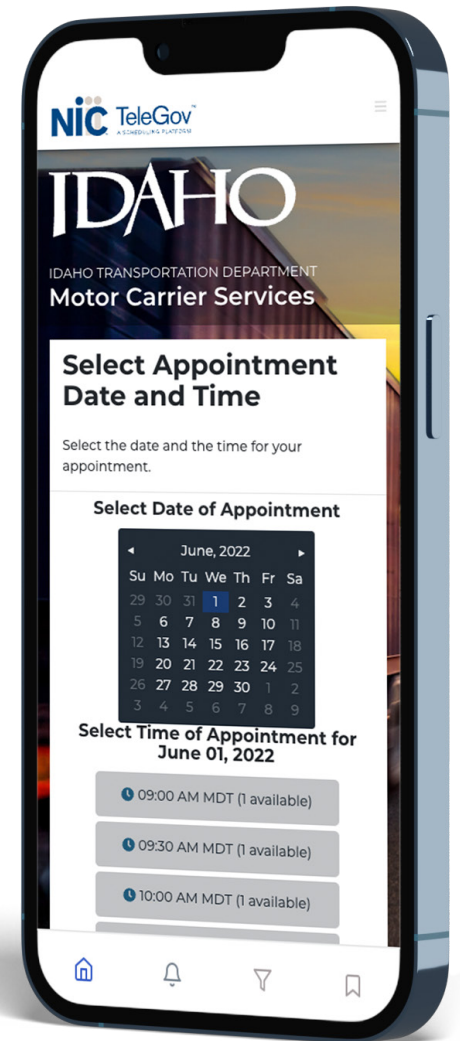 NIC TeleGov™
A SCHEDULING PLATFORM
IDAHO
IDAHO TRANSPORTATION DEPARTMENT
Motor Carrier Services
Select Appointment
Date and Time
Select the date and the time for your
appointment.
Select Date of Appointment
June, 2022
Su Mo Tu We Th Fr Sa
29 30 31 1 2 3 4
5 6 7 8 9 10 11
12 13 14 15 16 17 18
19 20 21 22 23 24 25
26 27 28 29 30 1 2
3 4 5 6 7 8 9
Select Time of Appointment for
June 01, 2022
09:00 AM MDT (1 available)
09:30 AM MDT (1 available)
10:00 AM MDT (1 available)